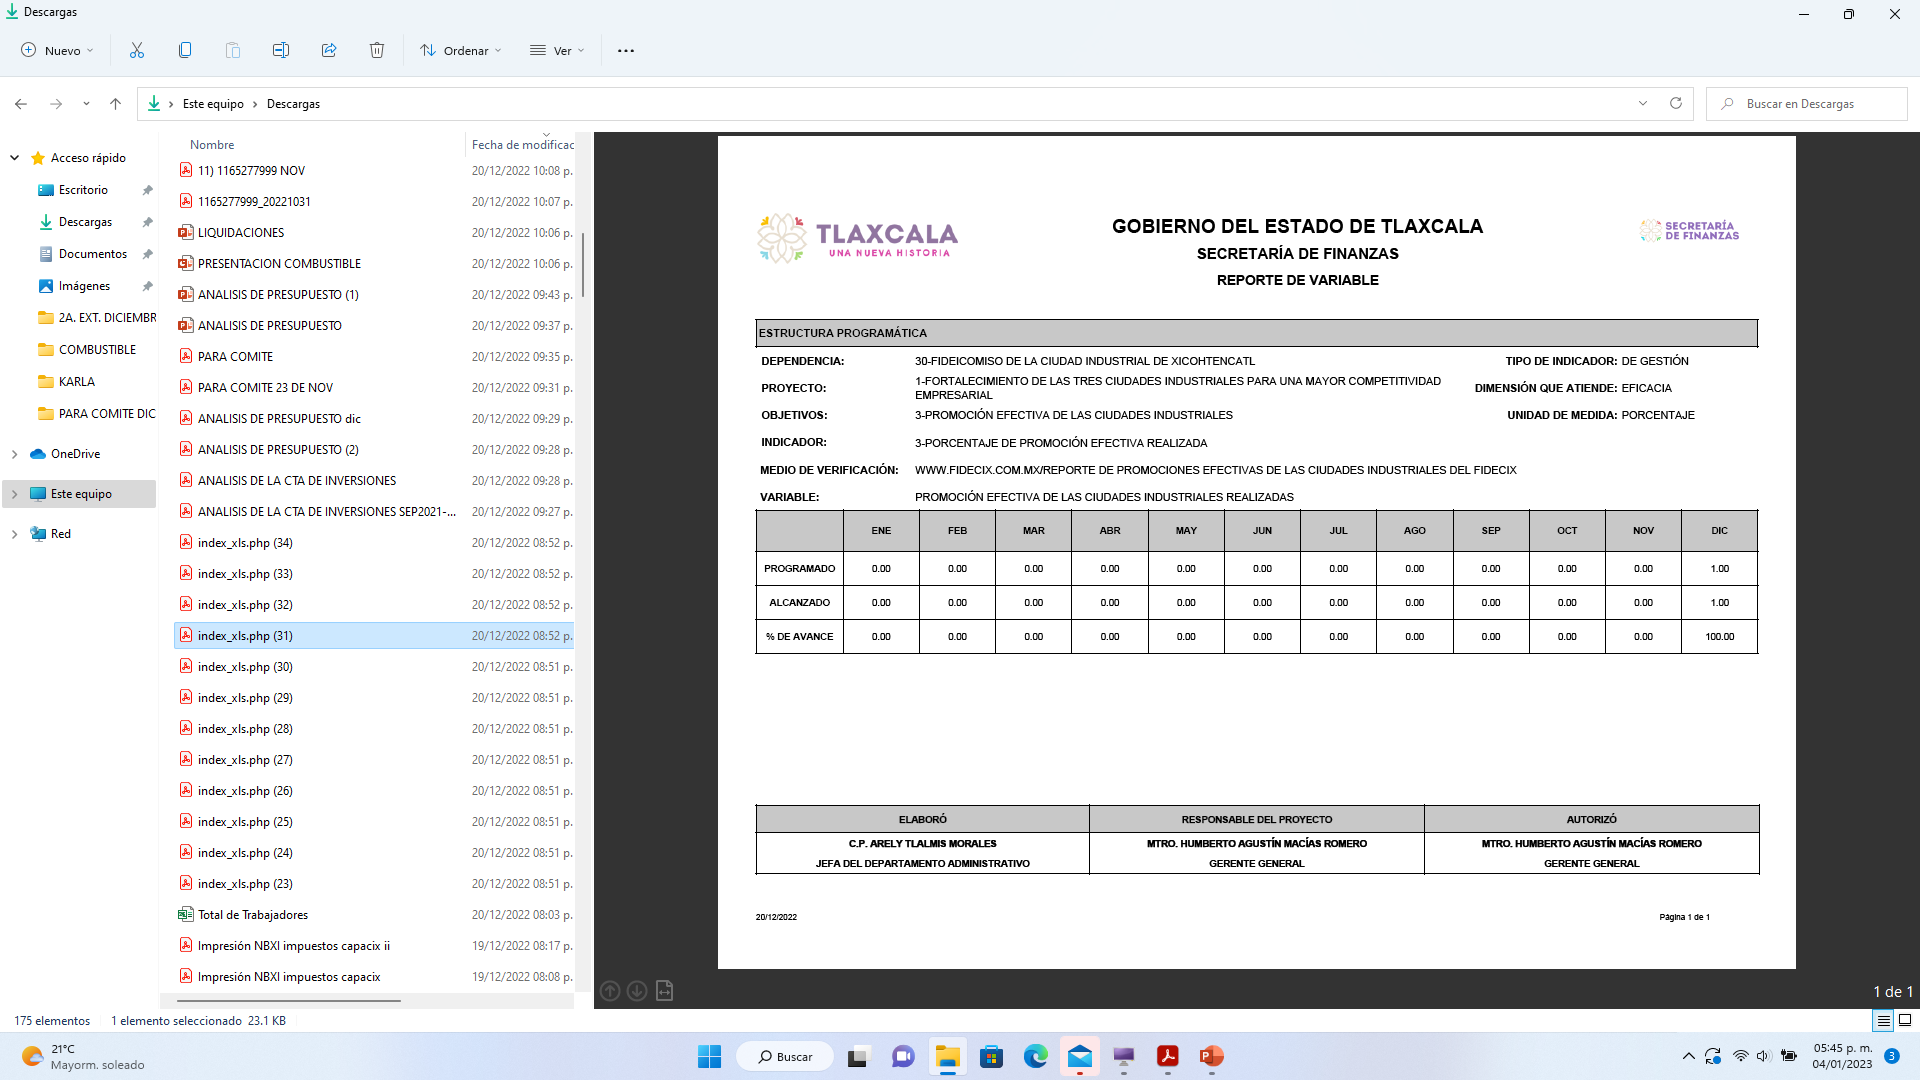 Descargas
Nuevo
Ordenar
Ver
Este equipo
Descargas
Buscar en Descargas
Acceso rápido
Escritorio
Descargas
Documentos
Imágenes
2A. EXT. DICIEMBR
COMBUSTIBLE
KARLA
PARA COMITE DIC
OneDrive
Este equipo
Red
Nombre Fecha de modificac
11) 1165277999 NOV 20/12/2022 10:08 p.
1165277999_20221031 20/12/2022 10:07 p.
LIQUIDACIONES 20/12/2022 10:06 p.
PRESENTACION COMBUSTIBLE 20/12/2022 10:06 p.
ANALISIS DE PRESUPUESTO (1) 20/12/2022 09:43 p.
ANALISIS DE PRESUPUESTO 20/12/2022 09:37 p.
PARA COMITE 20/12/2022 09:35 p.
PARA COMITE 23 DE NOV 20/12/2022 09:31 p.
ANALISIS DE PRESUPUESTO dic 20/12/2022 09:29 p.
ANALISIS DE PRESUPUESTO (2) 20/12/2022 09:28 p.
ANALISIS DE LA CTA DE INVERSIONES 20/12/2022 09:28 p.
ANALISIS DE LA CTA DE INVERSIONES SEP2021-... 20/12/2022 09:27 p.
index_xls.php (34) 20/12/2022 08:52 p.
index_xls.php (33) 20/12/2022 08:52 p.
index_xls.php (32) 20/12/2022 08:52 p.
index_xls.php (31) 20/12/2022 08:52 p.
index_xls.php (30) 20/12/2022 08:51 p.
index_xls.php (29) 20/12/2022 08:51 p.
index_xls.php (28) 20/12/2022 08:51 p.
index_xls.php (27) 20/12/2022 08:51 p.
index_xls.php (26) 20/12/2022 08:51 p.
index_xls.php (25) 20/12/2022 08:51 p.
index_xls.php (24) 20/12/2022 08:51 p.
index_xls.php (23) 20/12/2022 08:51 p.
Total de Trabajadores 20/12/2022 08:03 p.
Impresión NBXI impuestos capacix ii 19/12/2022 08:17 p.
Impresión NBXI impuestos capacix 19/12/2022 08:08 p.
TLAXCALA
UNA NUEVA HISTORIA
GOBIERNO DEL ESTADO DE TLAXCALA
SECRETARÍA DE FINANZAS
REPORTE DE VARIABLE
SECRETARÍA
DE FINANZAS
ESTRUCTURA PROGRAMÁTICA
DEPENDENCIA: 30-FIDEICOMISO DE LA CIUDAD INDUSTRIAL DE XICOHTENCATL TIPO DE INDICADOR: DE GESTIÓN
PROYECTO: 1-FORTALECIMIENTO DE LAS TRES CIUDADES INDUSTRIALES PARA UNA MAYOR COMPETITIVIDAD EMPRESARIAL DIMENSIÓN QUE ATIENDE: EFICACIA
OBJETIVOS: 3-PROMOCIÓN EFECTIVA DE LAS CIUDADES INDUSTRIALES UNIDAD DE MEDIDA: PORCENTAJE
INDICADOR: 3-PORCENTAJE DE PROMOCIÓN EFECTIVA REALIZADA
MEDIO DE VERIFICACIÓN: WWW.FIDECIX.COM.MX/REPORTE DE PROMOCIONES EFECTIVAS DE LAS CIUDADES INDUSTRIALES DEL FIDECIX
VARIABLE: PROMOCIÓN EFECTIVA DE LAS CIUDADES INDUSTRIALES REALIZADAS
ENE FEB MAR ABR MAY JUN JUL AGO SEP OCT NOV DIC
PROGRAMADO 0.00 0.00 0.00 0.00 0.00 0.00 0.00 0.00 0.00 0.00 0.00 1.00
ALCANZADO 0.00 0.00 0.00 0.00 0.00 0.00 0.00 0.00 0.00 0.00 0.00 1.00
% DE AVANCE 0.00 0.00 0.00 0.00 0.00 0.00 0.00 0.00 0.00 0.00 0.00 100.00
ELABORÓ RESPONSABLE DEL PROYECTO AUTORIZÓ
C.P. ARELY TLALMIS MORALES MTRO. HUMBERTO AGUSTÍN MACÍAS ROMERO MTRO. HUMBERTO AGUSTÍN MACÍAS ROMERO
JEFA DEL DEPARTAMENTO ADMINISTRATIVO GERENTE GENERAL GERENTE GENERAL
20/12/2022 Página 1 de 1
1 de 1
175 elementos 1 elemento seleccionado 23.1 KB
21°C
Mayorm. soleado
Buscar
05:45 p. m.
04/01/2023
3